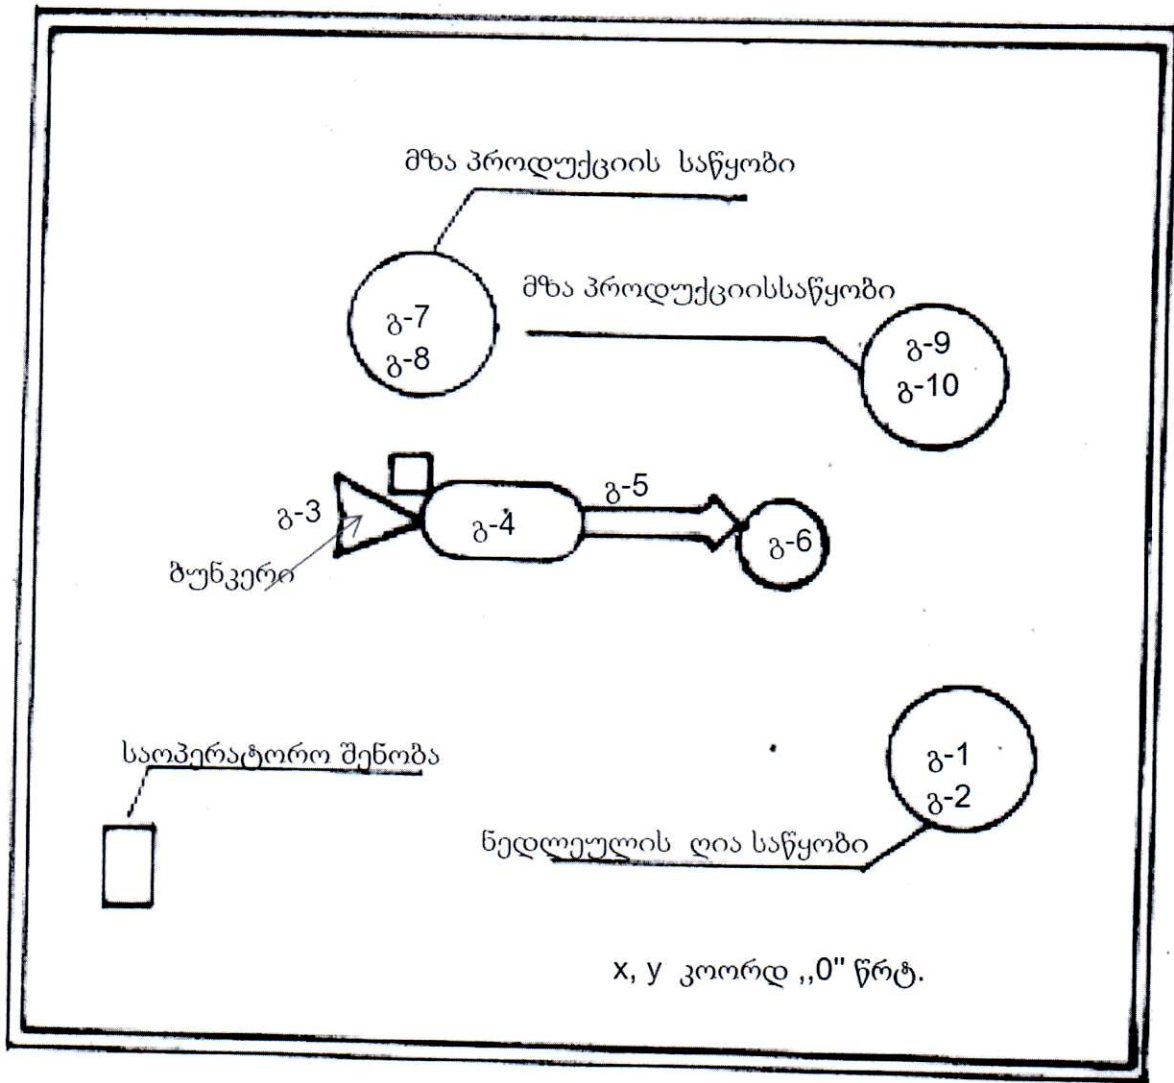 მზა პროდუქციის საწყობი
მზა პროდუქციისსაწყობი
გ-7
გ-8
გ-9
გ-10
გ-3
გ-4
გ-5
გ-6
ბუნკერი
საოპერატორო შენობა
გ-1
გ-2
ნედლეულის ღია საწყობი
x, y კოორდ ,,0" წრტ.